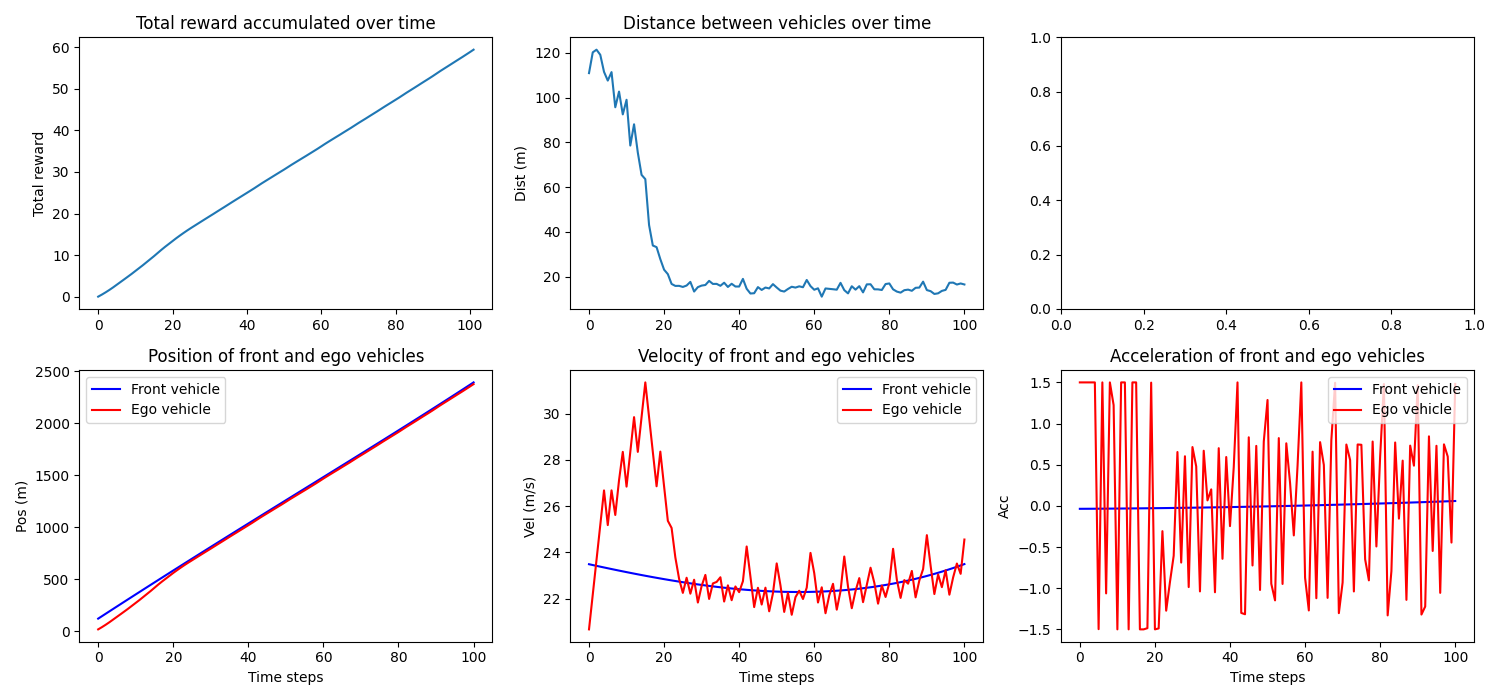 Total reward accumulated over time
Total reward
60
50
40
30
20
10
0
0 20 40 60 80 100
Distance between vehicles over time
Dist (m)
120
100
80
60
40
20
0 20 40 60 80 100
1.0
0.8
0.6
0.4
0.2
0.0
0.0 0.2 0.4 0.6 0.8 1.0
Position of front and ego vehicles
Front vehicle
Ego vehicle
Pos (m)
2500
2000
1500
1000
500
0
0 20 40 60 80 100
Time steps
Velocity of front and ego vehicles
Front vehicle
Ego vehicle
Vel (m/s)
30
28
26
24
22
0 20 40 60 80 100
Time steps
Acceleration of front and ego vehicles
Front vehicle
Ego vehicle
Acc
1.5
1.0
0.5
0.0
−0.5
−1.0
−1.5
0 20 40 60 80 100
Time steps